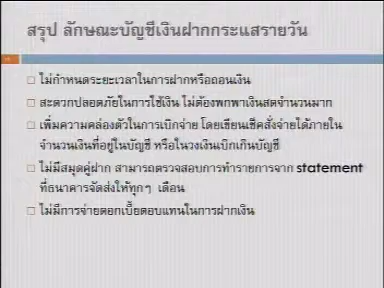 สรุป ลักษณะบัญชีเงินฝากกระแสรายวัน
ไม่กำหนดระยะเวลาในการฝากหรือถอนเงิน
สะดวกปลอดภัยในการใช้เงิน ไม่ต้องพกพาเงินสดจำนวนมาก
เพิ่มความคล่องตัวในการเบิกจ่าย โดยเขียนเช็คสั่งจ่ายได้ภายใน
จำนวนเงินที่อยู่ในบัญชี หรือในวงเงินเบิกเกินบัญชี
ไม่มีสมุดคู่ฝาก สามารถตรวจสอบการทำรายการจาก statement
ที่ธนาคารจัดส่งให้ทุกๆ เดือน
ไม่มีการจ่ายดอกเบี้ยตอบแทนในการฝากเงิน